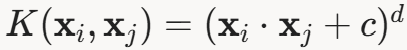 K(𝐱ᵢ, 𝐱ⱼ) = (𝐱ᵢ · 𝐱ⱼ + c)ᵈ